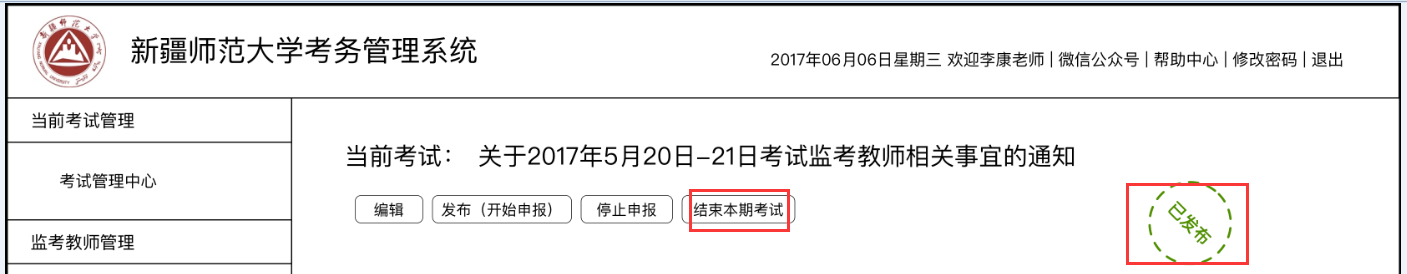 新疆师范大学考务管理系统
2017年06月06日星期三 欢迎李康老师 | 微信公众号 | 帮助中心 | 修改密码 | 退出
当前考试管理
考试管理中心
监考教师管理
当前考试： 关于2017年5月20日-21日考试监考教师相关事宜的通知
编辑 发布（开始申报） 停止申报 结束本期考试
已发布